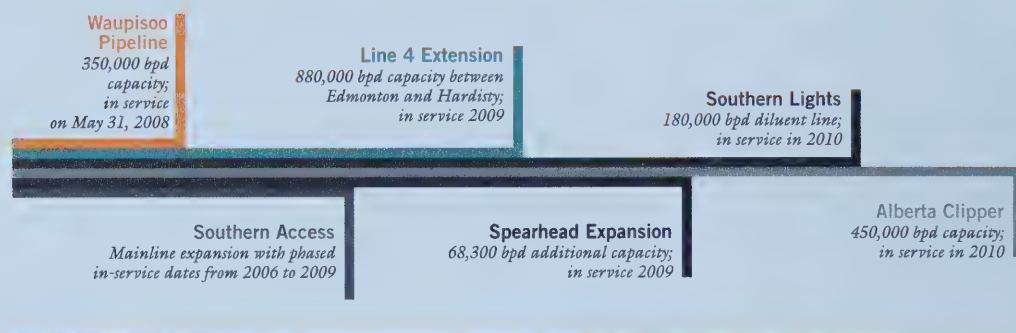 Waupisoo
Pipeline
350,000 bpd
capacity;
in service
on May 31, 2008
Line 4 Extension
880,000 bpd capacity between
Edmonton and Hardisty;
in service 2009
Southern Lights
180,000 bpd diluent line;
in service in 2010
Southern Access
Mainline expansion with phased
in-service dates from 2006 to 2009
Spearhead Expansion
68,300 bpd additional capacity;
in service 2009
Alberta Clipper
450,000 bpd capacity;
in service in 2010